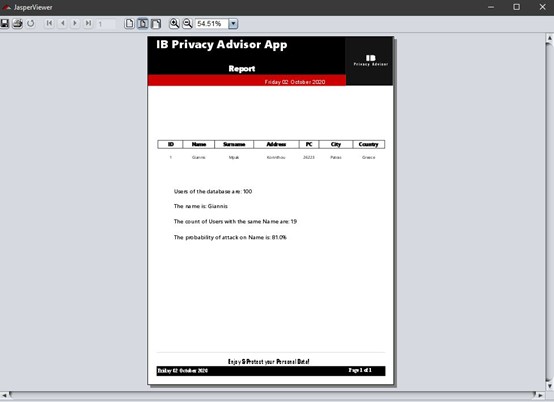 JasperViewer
1
54.51%
IB Privacy Advisor App
IB
Privacy Advisor
Report
Friday 02 October 2020
ID Name Surname Address PC City Country
1 Giannis Korinthou Patras Greece
Users of the database are: 100
The name is: Giannis
The count of Users with the same Name are: 19
The probability of attack on Name is: 81.0%
Enjoy & Protect your Personal Data!
Friday 02 October 2020 Page 1 of 1